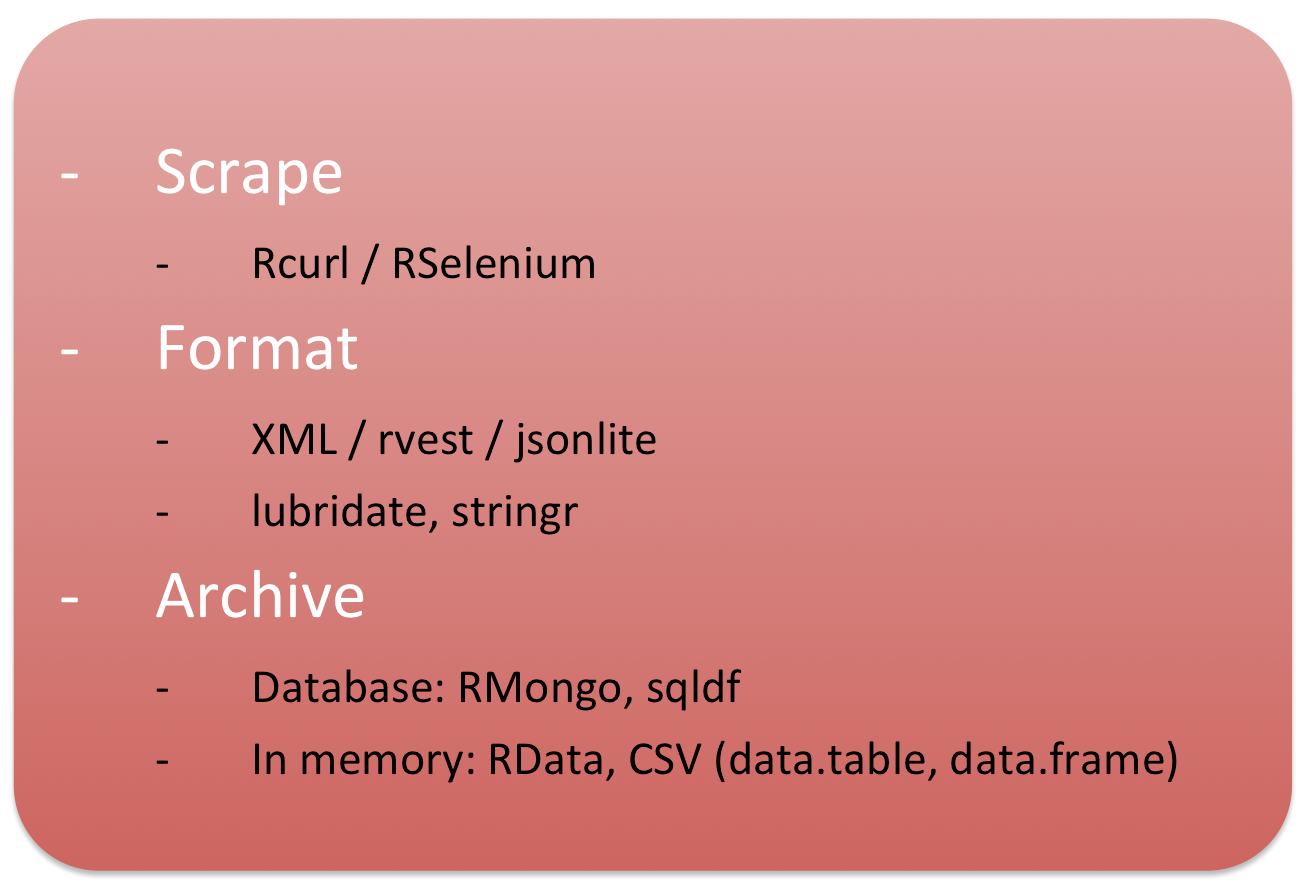 - Scrape
- Rcurl / RSelenium
- Format
- XML / rvest / jsonlite
- lubridate, stringr
- Archive
- Database: RMongo, sqldf
- In memory: RData, CSV (data.table, data.frame)